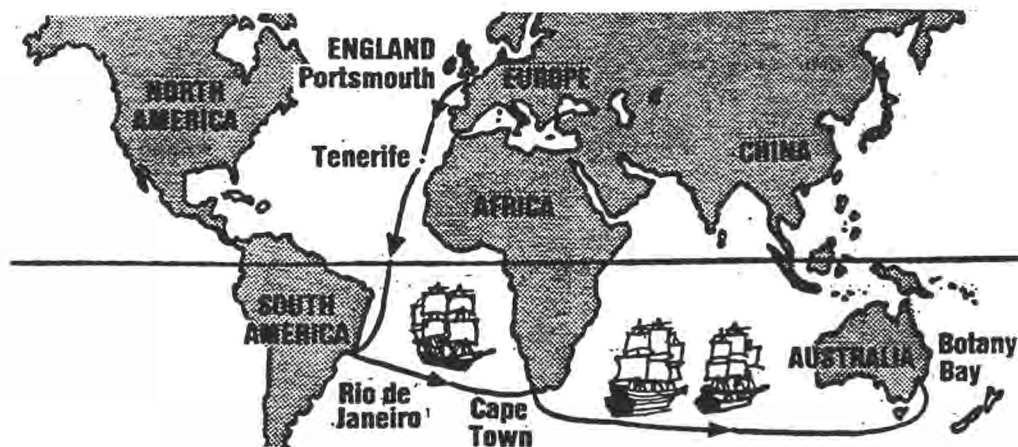 ENGLAND
Portsmouth
EUROPE
NORTH
AMERICA
Tenerife
CHINA
AFRICA
SOUTH
AMERICA
AUSTRALIA
Botany
Bay
Rio de
Janeiro
Cape
Town